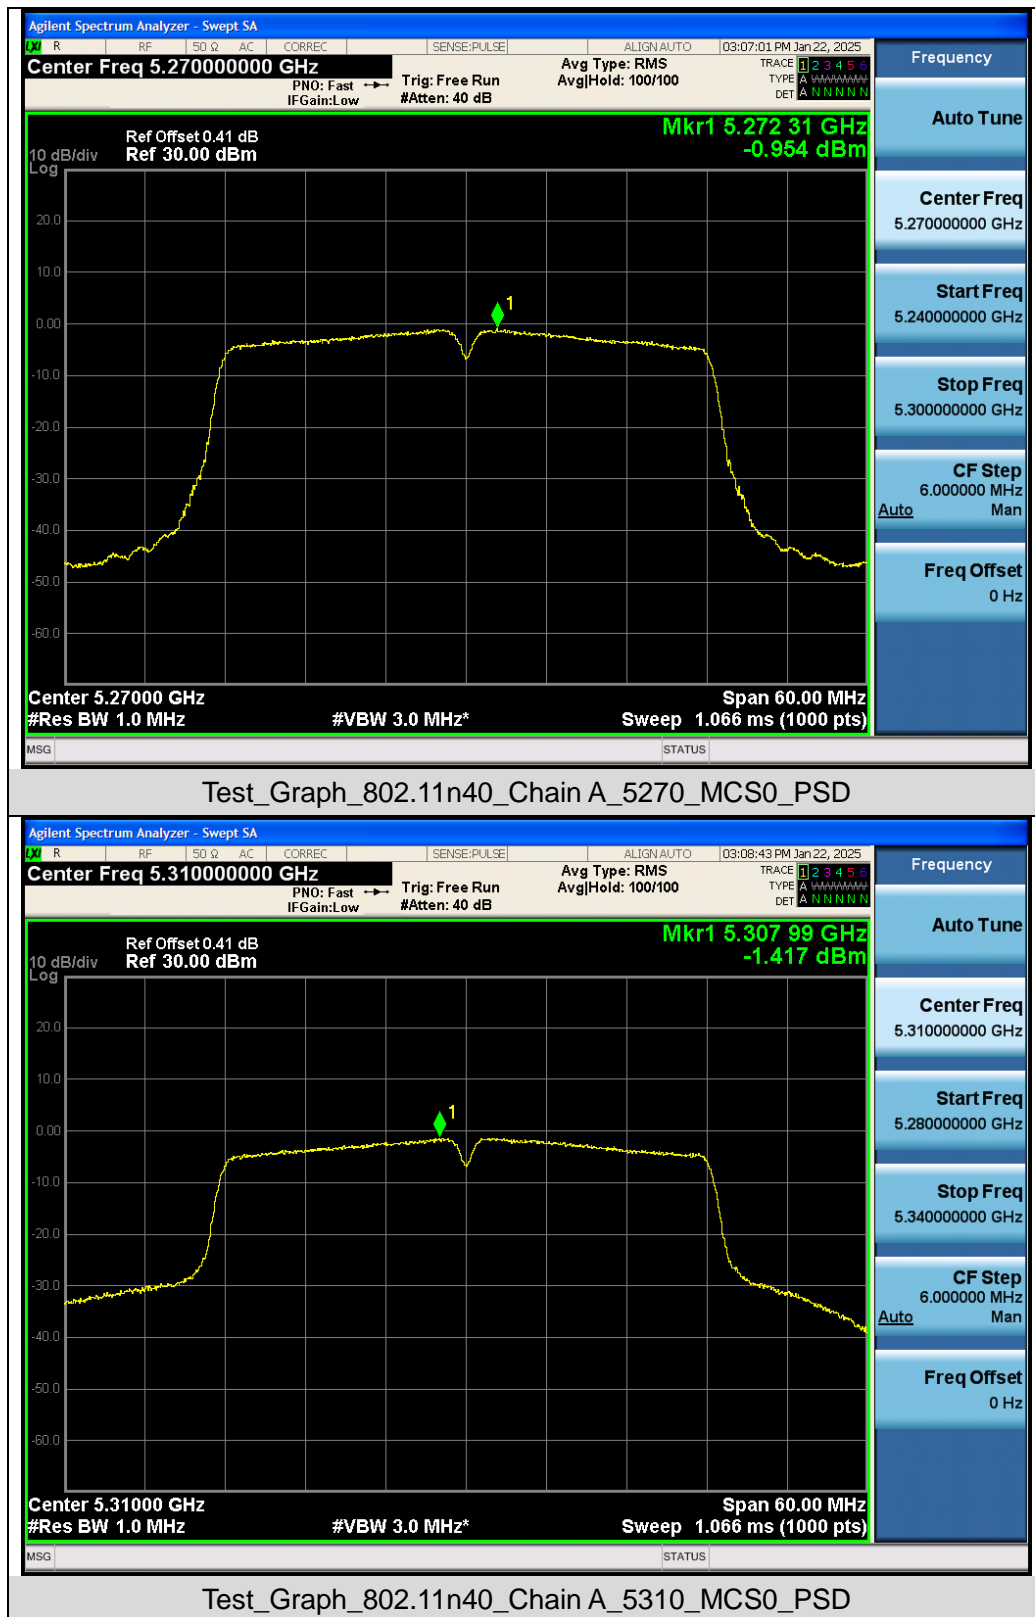 Agilent Spectrum Analyzer - Swept SA
LXI R RF 50 Ω AC CORREC SENSE:PULSE ALIGN AUTO 03:07:01 PM Jan 22, 2025
Center Freq 5.270000000 GHz
PNO: Fast
IFGain:Low
Trig: Free Run
#Atten: 40 dB
Avg Type: RMS
Avg|Hold: 100/100
TRACE 1 2 3 4 5 6
TYPE A WWWWW
DET A N N N N N
Ref Offset 0.41 dB
Ref 30.00 dBm
10 dB/div
Log
Mkr1 5.272 31 GHz
-0.954 dBm
1
20.0
10.0
0.00
-10.0
-20.0
-30.0
-40.0
-50.0
-60.0
Center 5.27000 GHz
Span 60.00 MHz
#Res BW 1.0 MHz
#VBW 3.0 MHz*
Sweep 1.066 ms (1000 pts)
MSG
STATUS
Frequency
Auto Tune
Center Freq
5.270000000 GHz
Start Freq
5.240000000 GHz
Stop Freq
5.300000000 GHz
CF Step
6.000000 MHz
Auto Man
Freq Offset
0 Hz
Test_Graph_802.11n40_Chain A_5270_MCS0_PSD
Agilent Spectrum Analyzer - Swept SA
LXI R RF 50 Ω AC CORREC SENSE:PULSE ALIGN AUTO 03:08:43 PM Jan 22, 2025
Center Freq 5.310000000 GHz
PNO: Fast
IFGain:Low
Trig: Free Run
#Atten: 40 dB
Avg Type: RMS
Avg|Hold: 100/100
TRACE 1 2 3 4 5 6
TYPE A WWWWW
DET A N N N N N
Ref Offset 0.41 dB
Ref 30.00 dBm
10 dB/div
Log
Mkr1 5.307 99 GHz
-1.417 dBm
1
20.0
10.0
0.00
-10.0
-20.0
-30.0
-40.0
-50.0
-60.0
Center 5.31000 GHz
Span 60.00 MHz
#Res BW 1.0 MHz
#VBW 3.0 MHz*
Sweep 1.066 ms (1000 pts)
MSG
STATUS
Frequency
Auto Tune
Center Freq
5.310000000 GHz
Start Freq
5.280000000 GHz
Stop Freq
5.340000000 GHz
CF Step
6.000000 MHz
Auto Man
Freq Offset
0 Hz
Test_Graph_802.11n40_Chain A_5310_MCS0_PSD